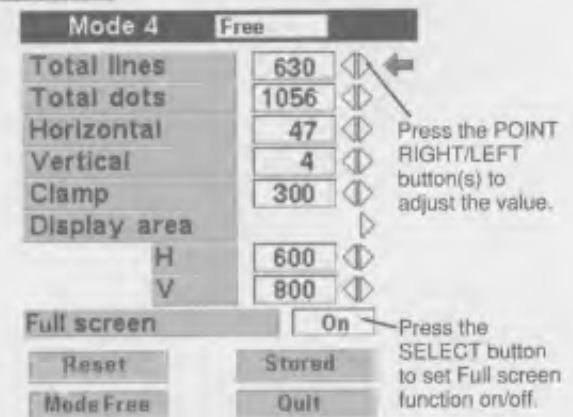 Mode 4 Free
Total lines 630
Total dots 1056
Horizontal 47
Vertical 4
Clamp 300
Display area
H 600
V 800
Full screen On
Reset Stored
Mode Free Quit
Press the POINT
RIGHT/LEFT
button(s) to
adjust the value.
Press the
SELECT button
to set Full screen
function on/off.